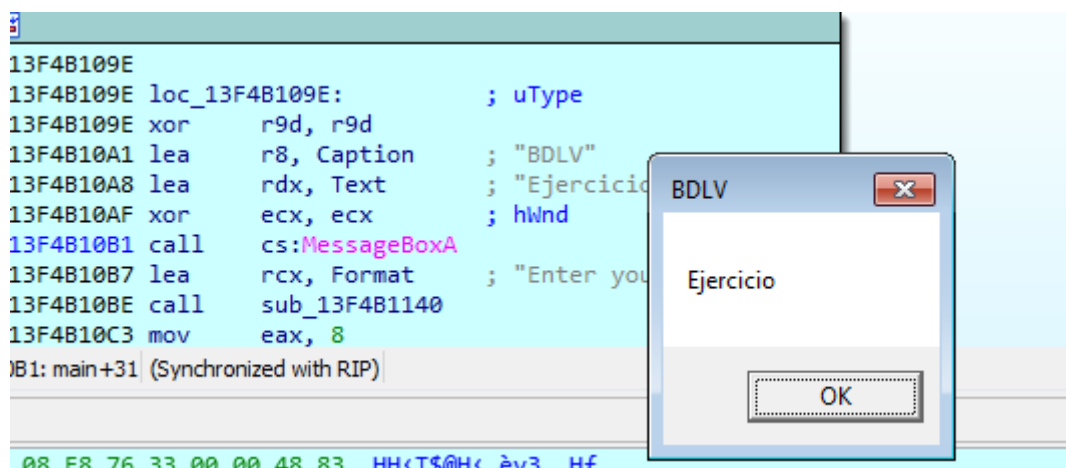 13F4B109E
13F4B109E loc_13F4B109E: ; uType
13F4B109E xor r9d, r9d
13F4B10A1 lea r8, Caption ; "BDLV"
13F4B10A8 lea rdx, Text ; "Ejercicio
13F4B10AF xor ecx, ecx ; hWnd
13F4B10B1 call cs:MessageBoxA
13F4B10B7 lea rcx, Format ; "Enter you
13F4B10BE call sub_13F4B1140
13F4B10C3 mov eax, 8
0B1: main+31 (Synchronized with RIP)
BDLV
Ejercicio
OK
08 E8 76 33 00 00 48 83